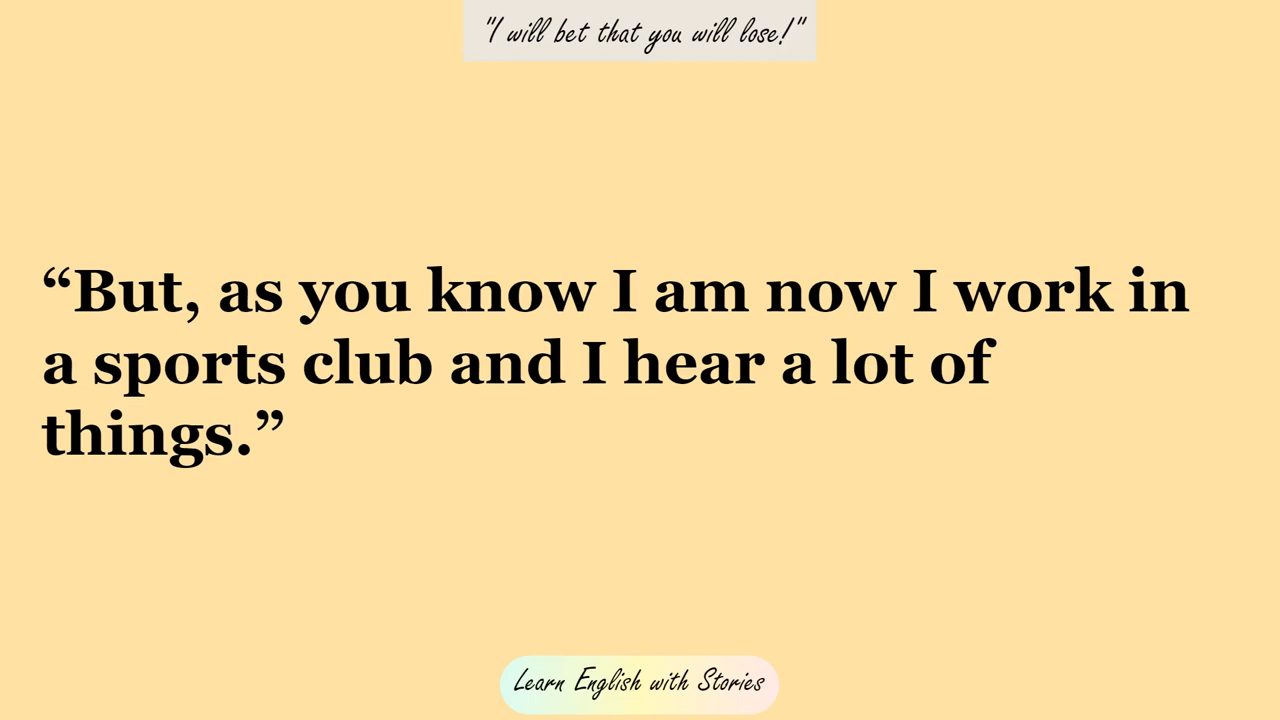 "I will bet that you will lose!"
“But, as you know I am now I work in
a sports club and I hear a lot of
things.”
Learn English with Stories